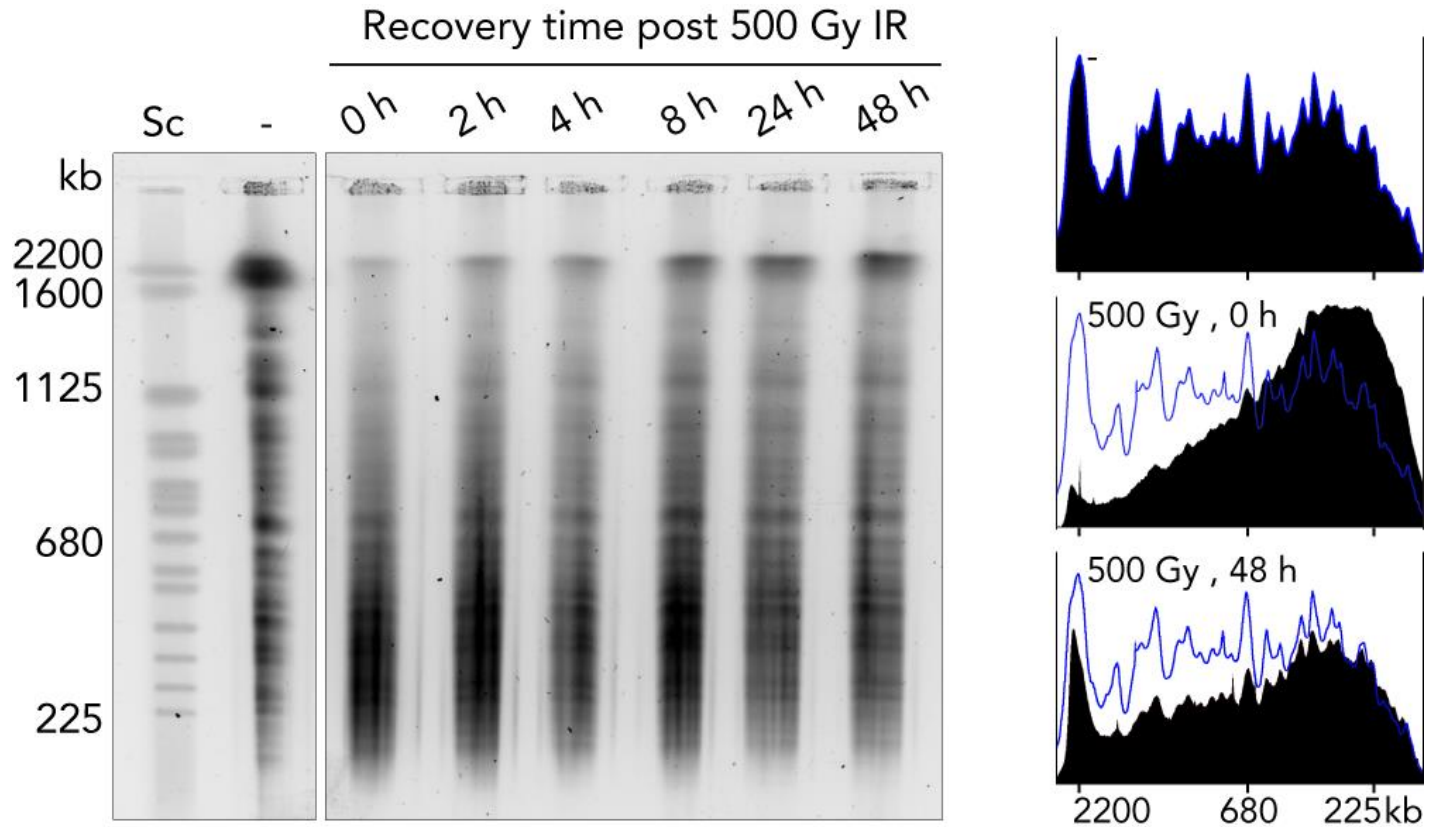 Recovery time post 500 Gy IR
Sc - 0 h 2 h 4 h 8 h 24 h 48 h
kb
2200
1600
1125
680
225
-
500 Gy , 0 h
500 Gy , 48 h
2200 680 225kb